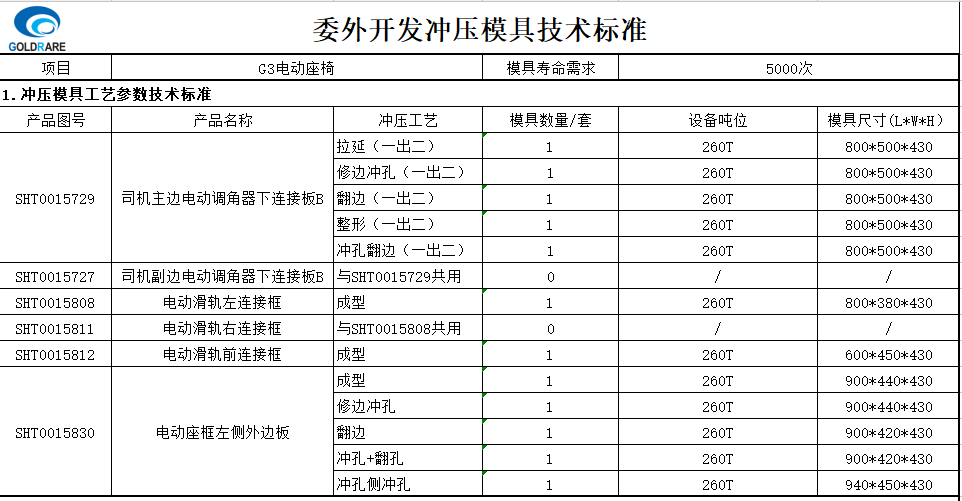 GOLDRARE
委外开发冲压模具技术标准
项目 G3电动座椅 模具寿命需求 5000次
1.冲压模具工艺参数技术标准
产品图号 产品名称 冲压工艺 模具数量/套 设备吨位 模具尺寸(L*W*H)
SHT0015729 司机主边电动调角器下连接板B 拉延（一出二） 1 260T 800*500*430
修边冲孔（一出二） 1 260T 800*500*430
翻边（一出二） 1 260T 800*500*430
整形（一出二） 1 260T 800*500*430
冲孔翻边（一出二） 1 260T 800*500*430
SHT0015727 司机副边电动调角器下连接板B 与SHT0015729共用 0 / /
SHT0015808 电动滑轨左连接框 成型 1 260T 800*380*430
SHT0015811 电动滑轨右连接框 与SHT0015808共用 0 / /
SHT0015812 电动滑轨前连接框 成型 1 260T 600*450*430
SHT0015830 电动座框左侧外边板 成型 1 260T 900*440*430
修边冲孔 1 260T 900*440*430
翻边 1 260T 900*420*430
冲孔+翻孔 1 260T 900*420*430
冲孔侧冲孔 1 260T 940*450*430